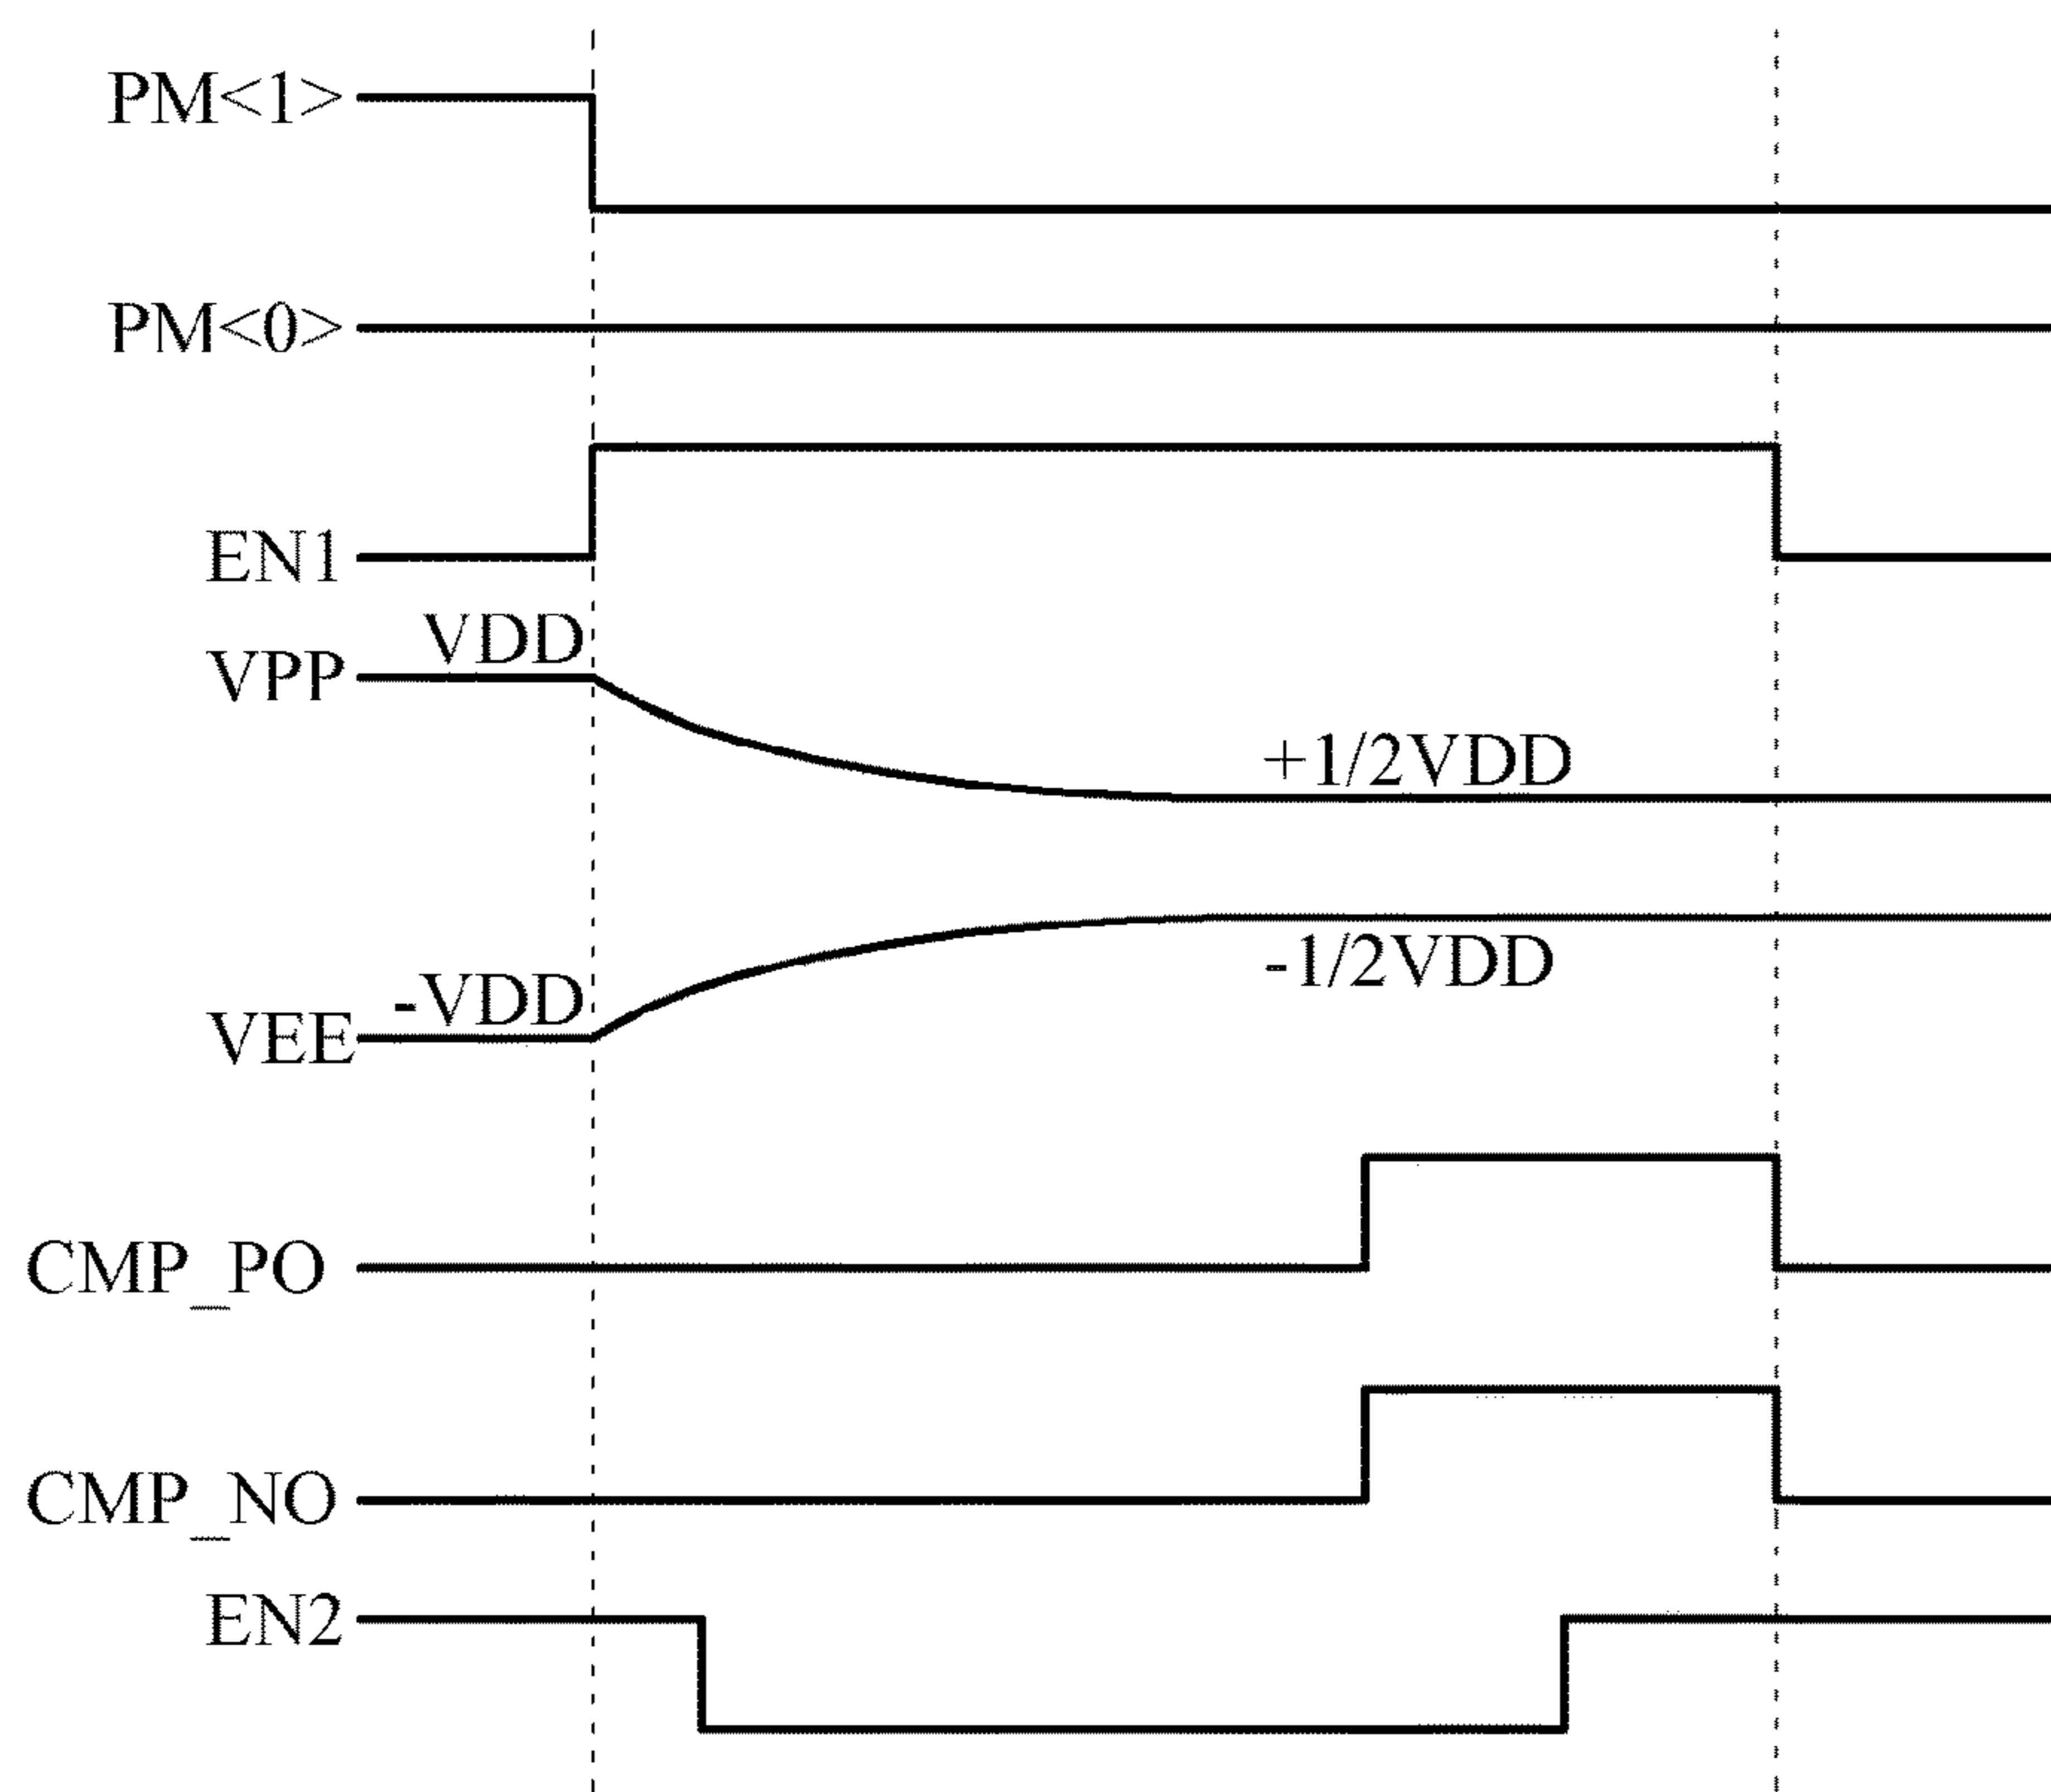 PM<1>
PM<0>
EN1
VDD
VPP
+1/2VDD
-1/2VDD
-VDD
VEE
CMP_PO
CMP_NO
EN2